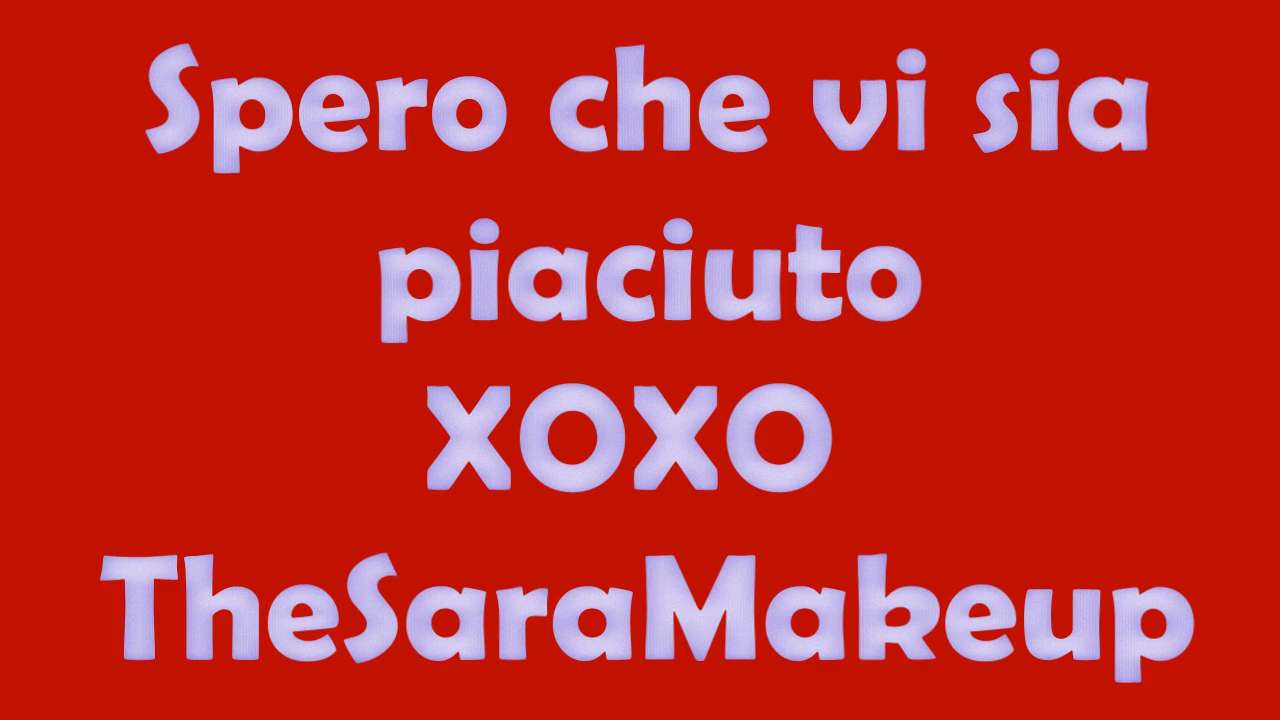 Spero che vi sia
piaciuto
XOXO
TheSaraMakeup